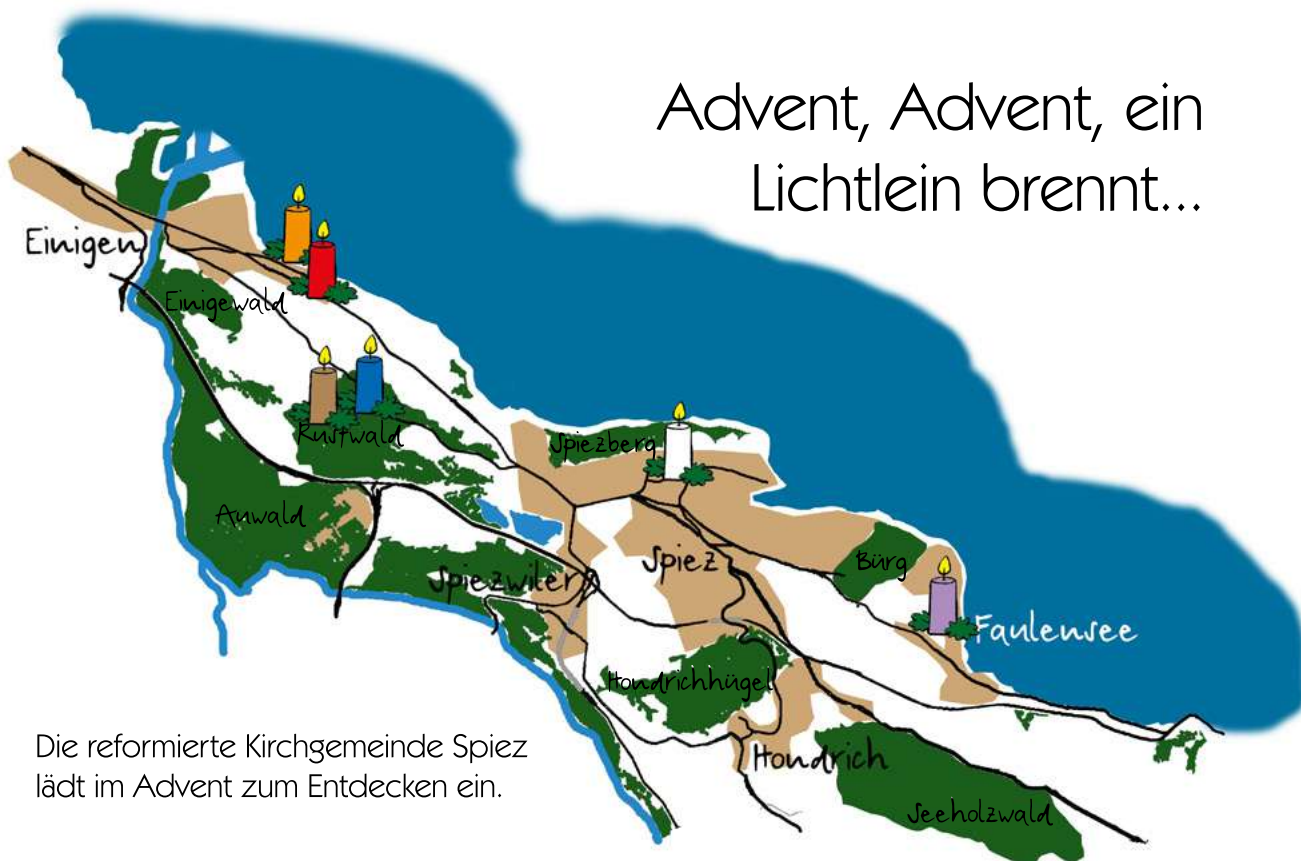 Advent, Advent, ein
Lichtlein brennt...
Einigen
Einigewald
Rustwald
Spiezberg
Auwald
Spiezwiler
Spiez
Bürg
Faulensee
Hondrichhügel
Hondrich
Seeholzwald
Die reformierte Kirchgemeinde Spiez
lädt im Advent zum Entdecken ein.